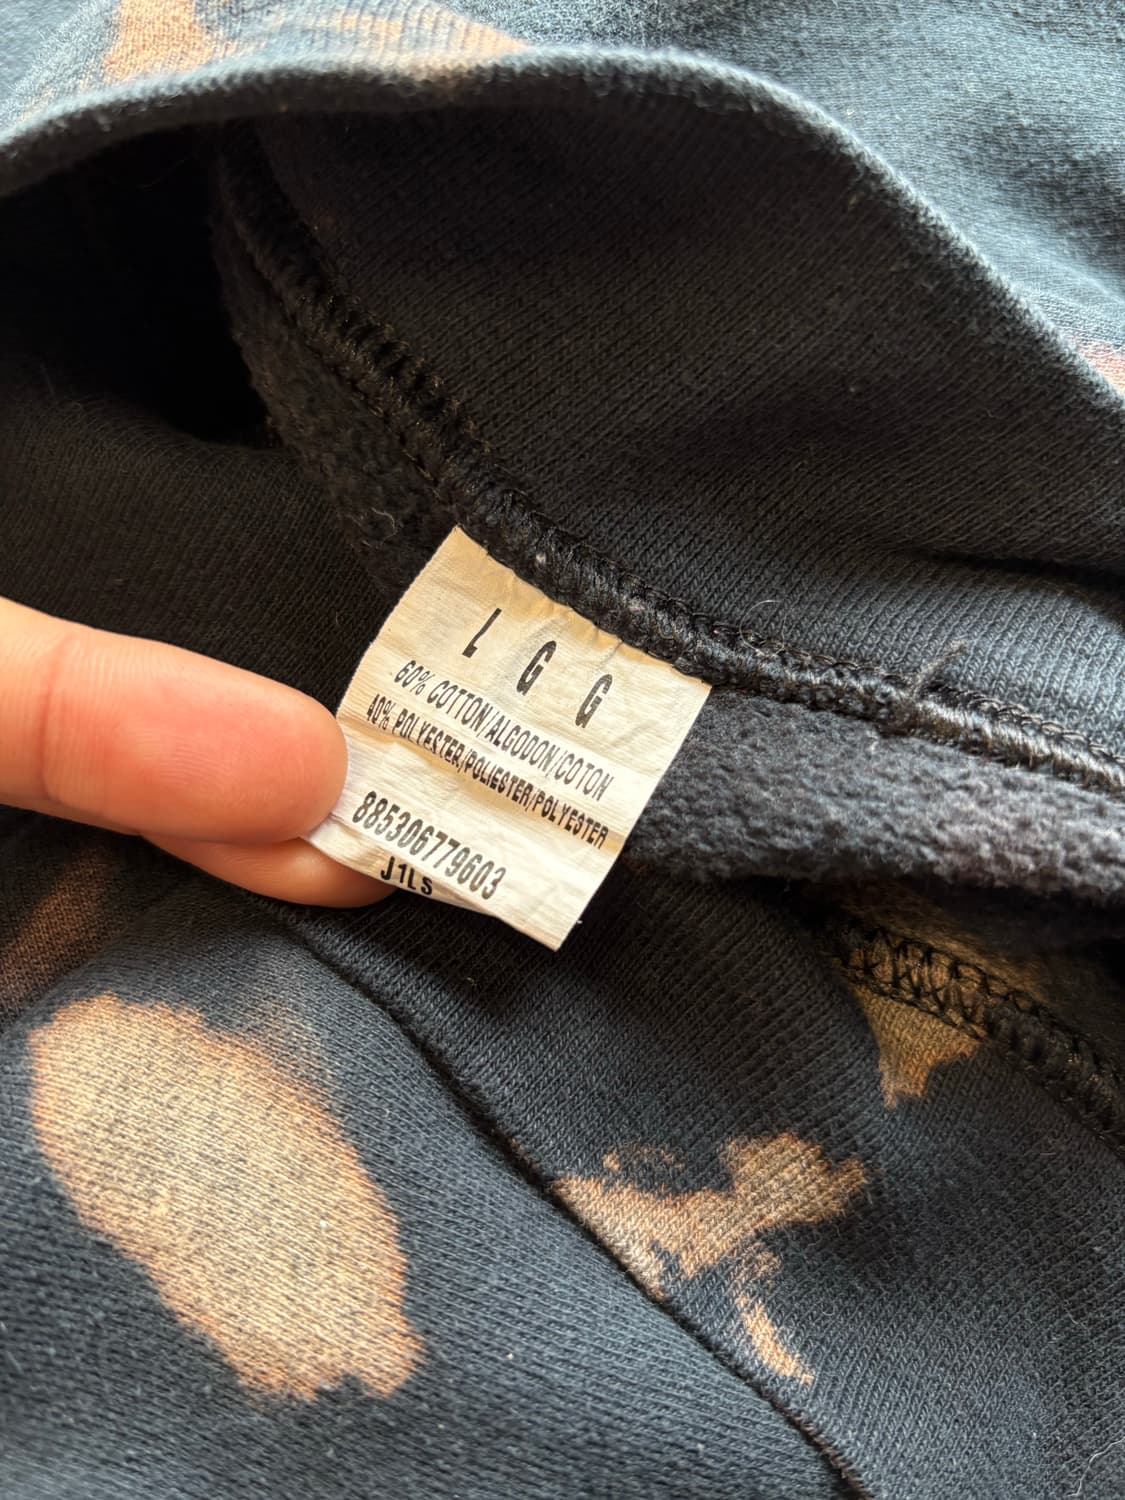 L G G
60% COTTON/ALGODON/COTON
40% POLYESTER/POLIESTER/POLYESTER
885306779603
J1LS